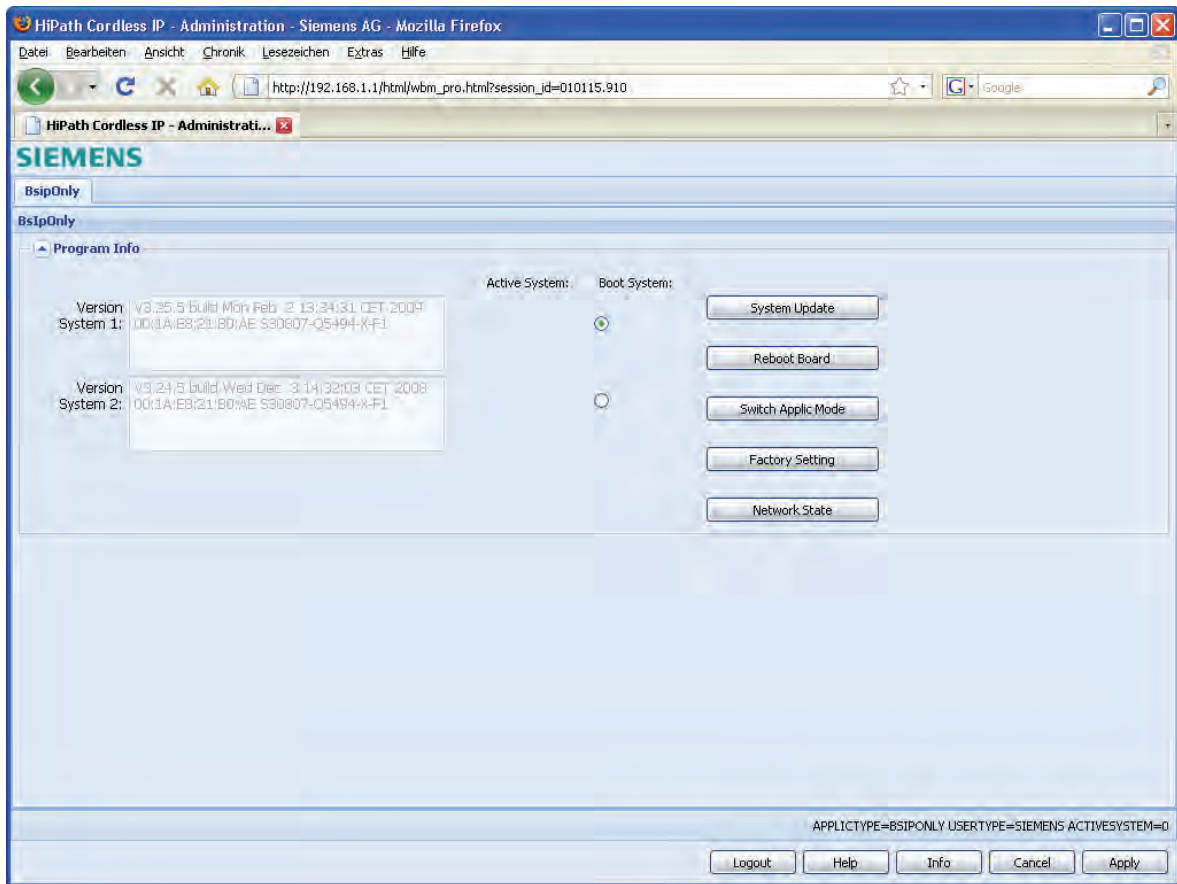 HiPath Cordless IP - Administration - Siemens AG - Mozilla Firefox
Datei Bearbeiten Ansicht Chronik Lesezeichen Extras Hilfe
http://192.168.1.1/html/wbm_pro.html?session_id=010115.910
G Google
HiPath Cordless IP - Administrati...
SIEMENS
BsipOnly
BsIpOnly
Program Info
Active System: Boot System:
Version System 1:
V3.25.5 build Mon Feb 2 13:34:31 CET 2009
00:1A:E8:21:B0:AE S30807-Q5494-X-F1
Version System 2:
V3.24.5 build Wed Dec 3 14:32:03 CET 2008
00:1A:E8:21:B0:AE S30807-Q5494-X-F1
System Update
Reboot Board
Switch Applic Mode
Factory Setting
Network State
APPLICTYPE=BSIPONLY USERTYPE=SIEMENS ACTIVESYSTEM=0
Logout Help Info Cancel Apply